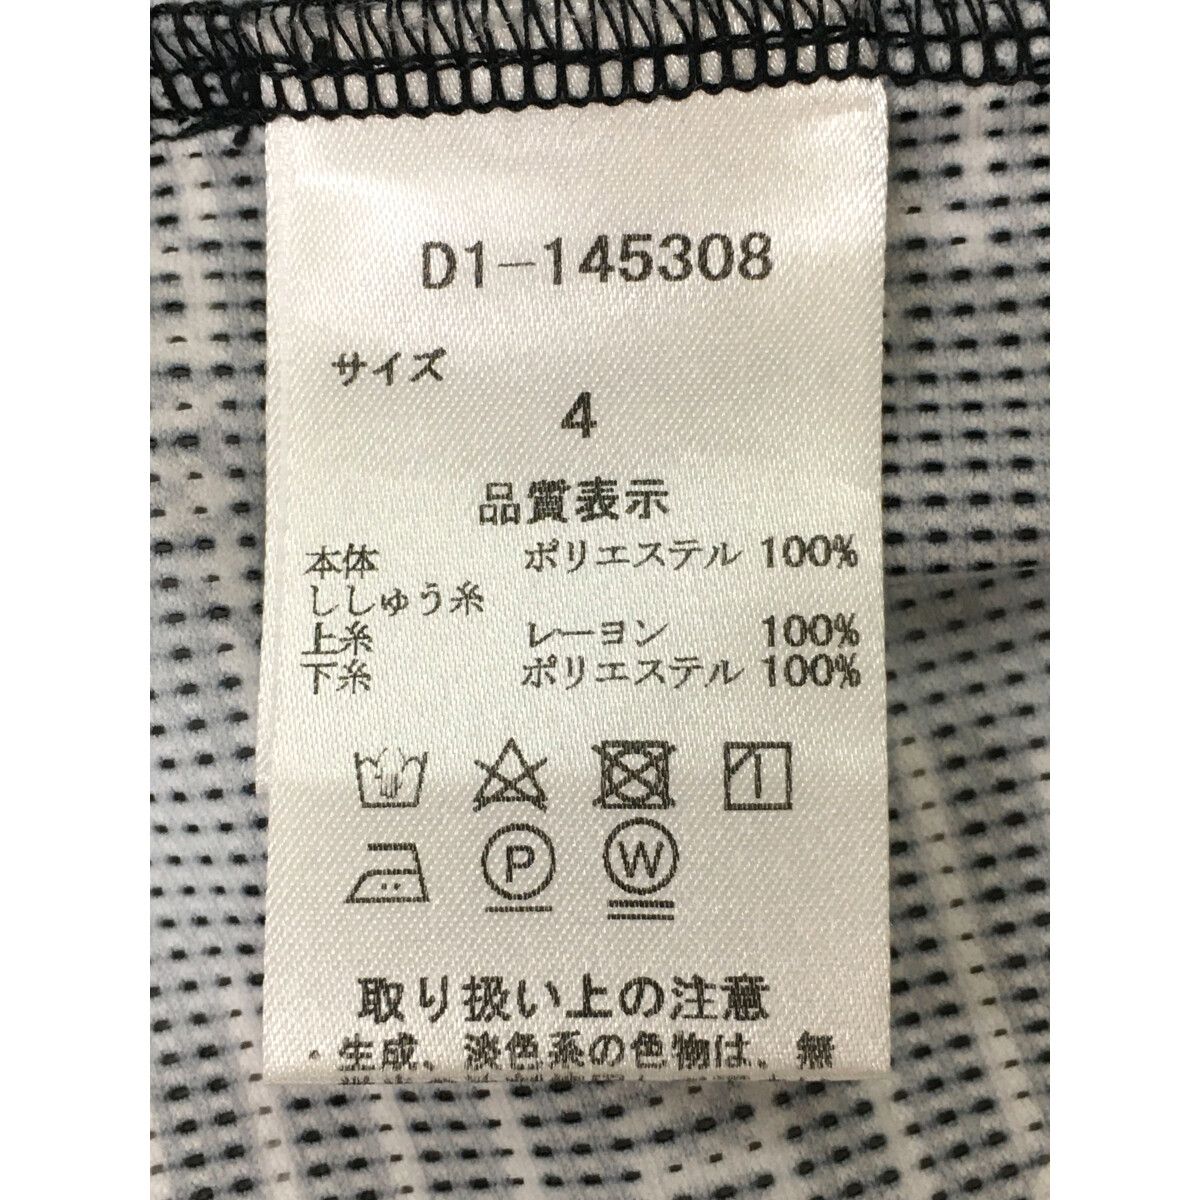 D1-145308
サイズ
4
品質表示
本体 ポリエステル 100%
ししゅう糸
上糸 レーヨン 100%
下糸 ポリエステル 100%
P W
取り扱い上の注意
・生成、淡色系の色物は、無